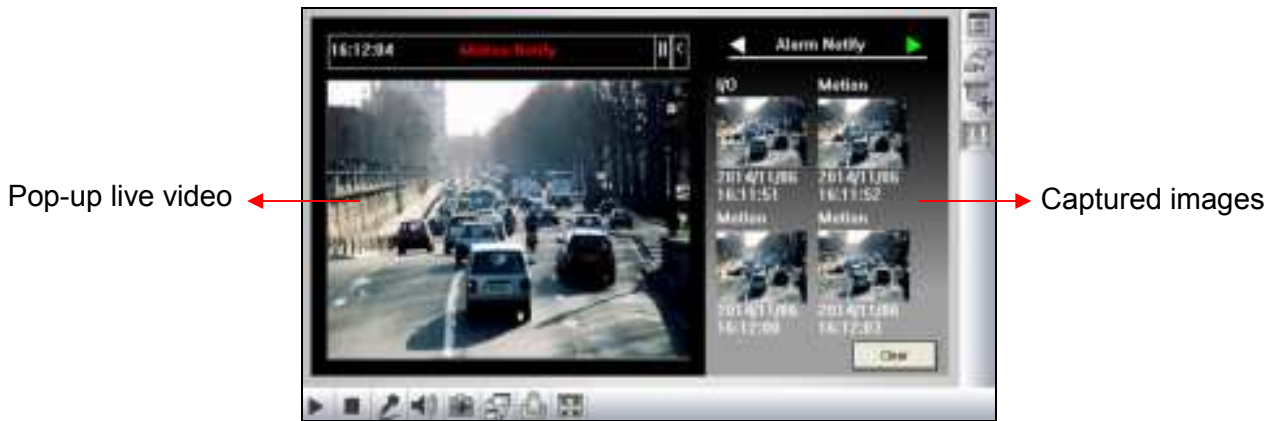 16:12:04 Motion Notify
Alarm Notify
I/O Motion
2014/11/06 2014/11/06
16:11:51 16:11:52
Motion Motion
2014/11/06 2014/11/06
16:12:00 16:12:03
Clear
Pop-up live video
Captured images